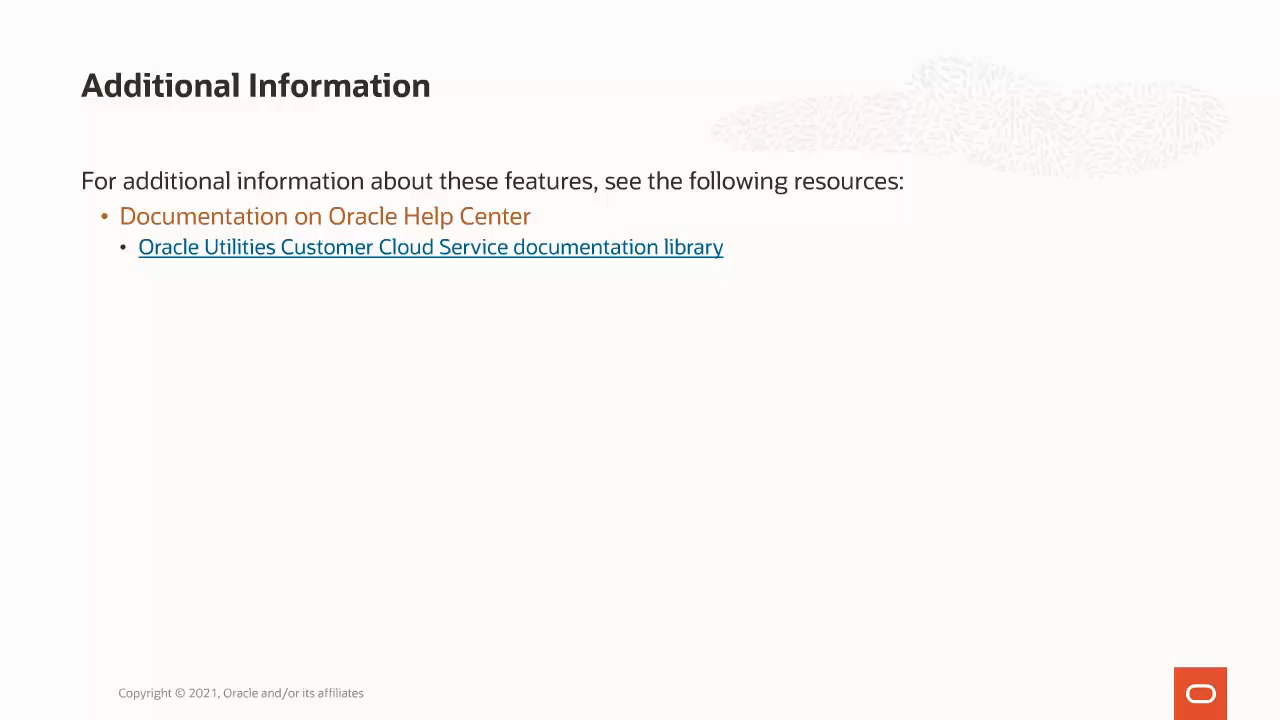 Additional Information
For additional information about these features, see the following resources:
• Documentation on Oracle Help Center
• Oracle Utilities Customer Cloud Service documentation library
Copyright © 2021, Oracle and/or its affiliates